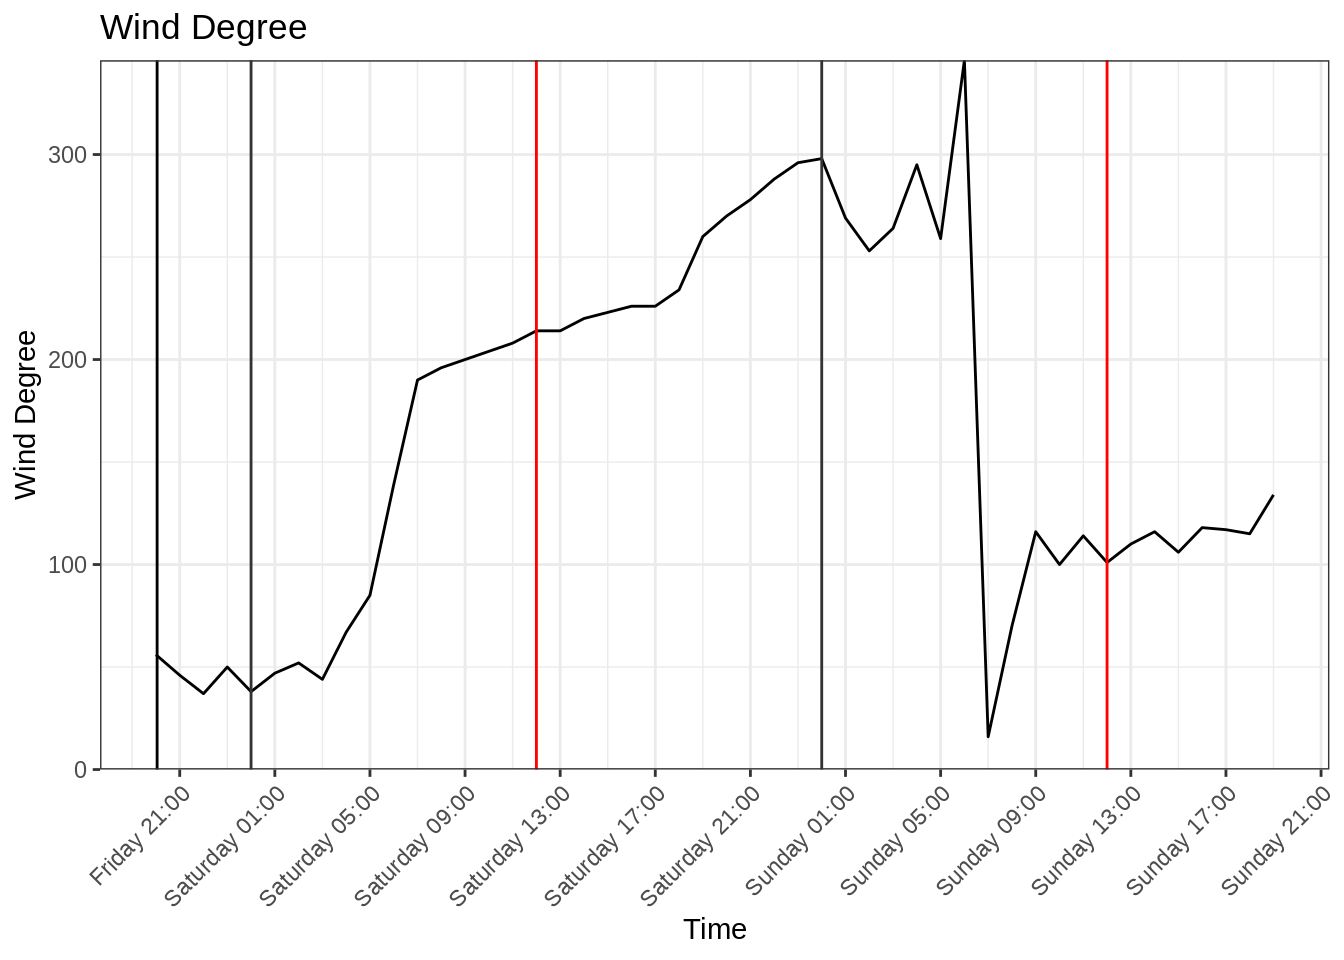 Wind Degree
Wind Degree
300
200
100
0
Friday 21:00
Saturday 01:00
Saturday 05:00
Saturday 09:00
Saturday 13:00
Saturday 17:00
Saturday 21:00
Sunday 01:00
Sunday 05:00
Sunday 09:00
Sunday 13:00
Sunday 17:00
Sunday 21:00
Time